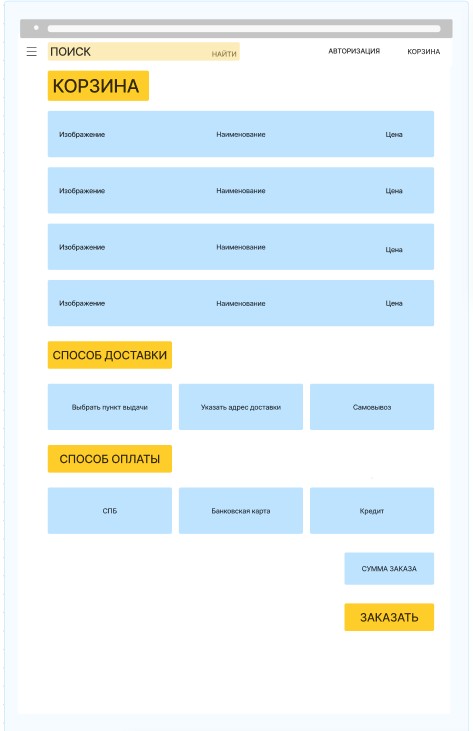 ПОИСК НАЙТИ АВТОРИЗАЦИЯ КОРЗИНА
КОРЗИНА
Изображение Наименование Цена
Изображение Наименование Цена
Изображение Наименование Цена
Изображение Наименование Цена
СПОСОБ ДОСТАВКИ
Выбрать пункт выдачи Указать адрес доставки Самовывоз
СПОСОБ ОПЛАТЫ
СПБ Банковская карта Кредит
СУММА ЗАКАЗА
ЗАКАЗАТЬ